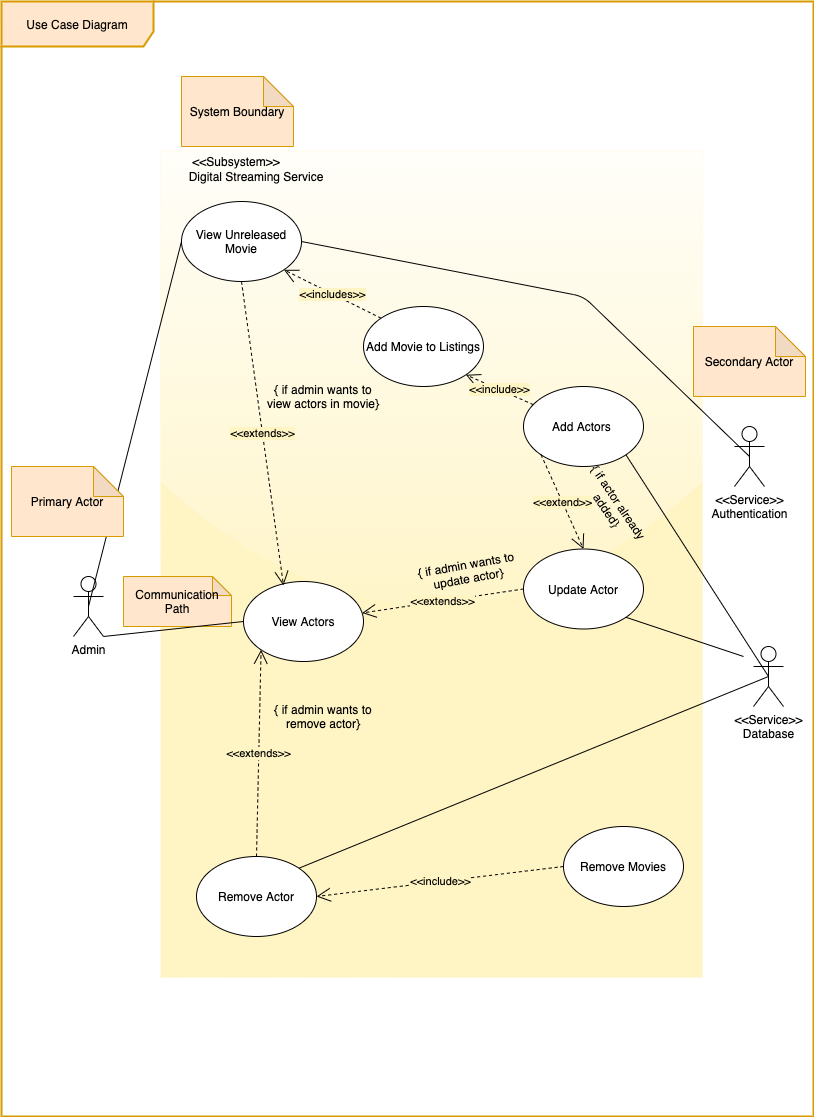 Use Case Diagram
System Boundary
<<Subsystem>>
Digital Streaming Service
View Unreleased
Movie
<<includes>>
Add Movie to Listings
Secondary Actor
{ if admin wants to
view actors in movie}
<<include>>
Add Actors
<<extends>>
<<extend>>
{ if actor already
added}
<<Service>>
Authentication
Primary Actor
{ if admin wants to
update actor}
Communication
Path
<<extends>>
Update Actor
View Actors
Admin
{ if admin wants to
remove actor}
<<Service>>
Database
<<extends>>
Remove Actor
<<include>>
Remove Movies